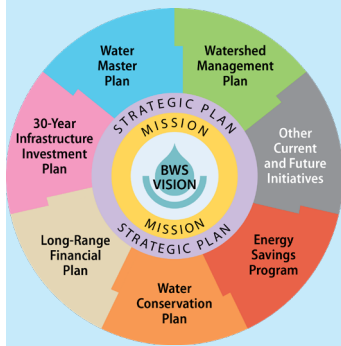 Water
Master
Plan
Watershed
Management
Plan
Other
Current
and Future
Initiatives
Energy
Savings
Program
Water
Conservation
Plan
Long-Range
Financial
Plan
30-Year
Infrastructure
Investment
Plan
STRATEGIC PLAN
MISSION
BWS
VISION
MISSION
STRATEGIC PLAN